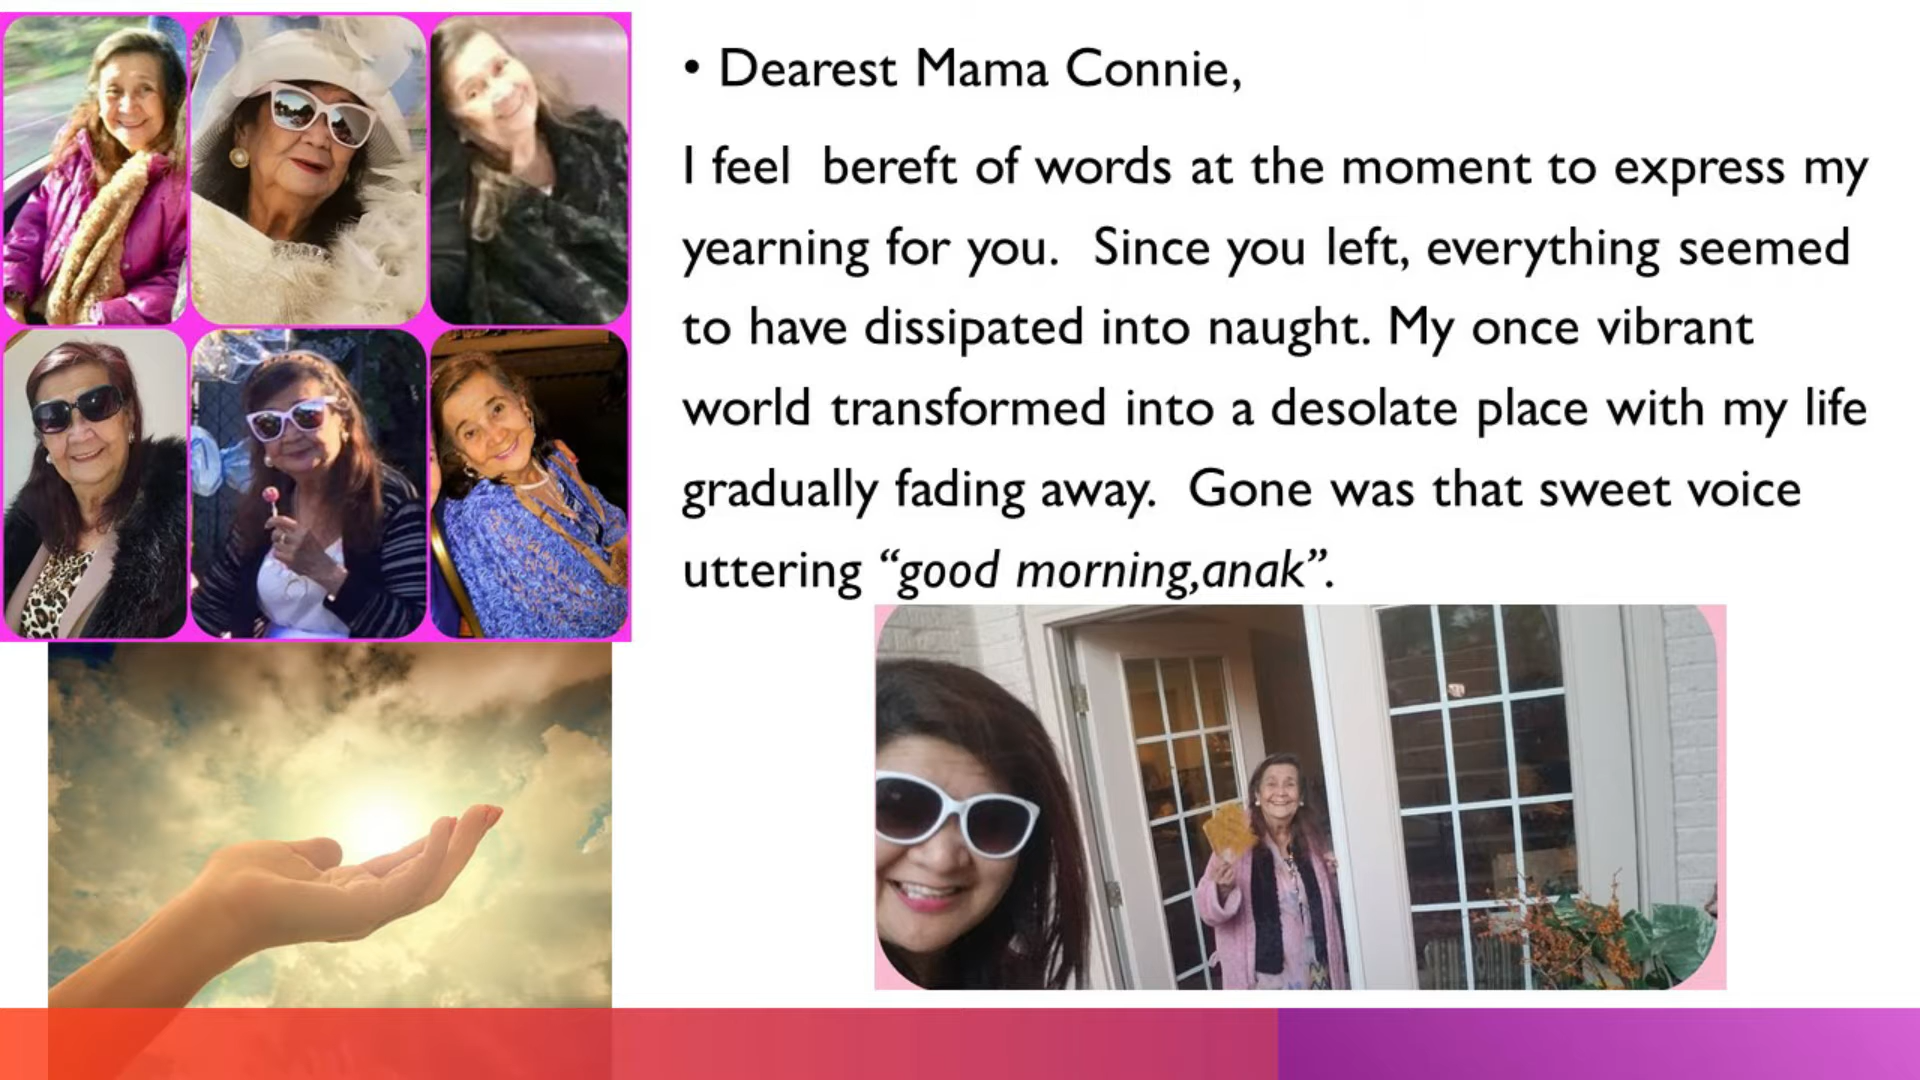 • Dearest Mama Connie,
I feel  bereft of words at the moment to express my
yearning for you.  Since you left, everything seemed
to have dissipated into naught. My once vibrant
world transformed into a desolate place with my life
gradually fading away.  Gone was that sweet voice
uttering “good morning,anak”.